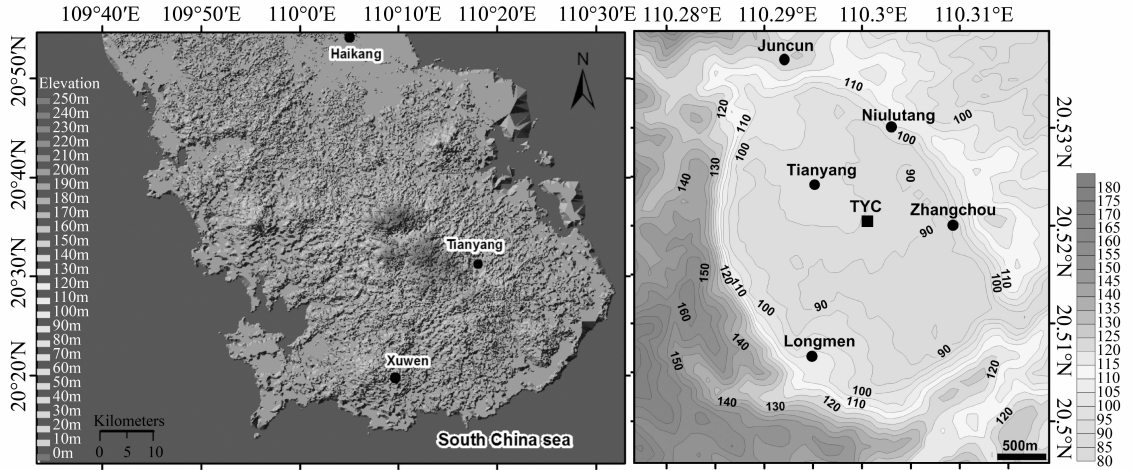 109°40'E 109°50'E 110°0'E 110°10'E 110°20'E 110°30'E
20°50'N
20°40'N
20°30'N
20°20'N
Elevation
250m
240m
230m
220m
210m
200m
190m
180m
170m
160m
150m
140m
130m
120m
110m
100m
90m
80m
70m
60m
50m
40m
30m
20m
10m
0m
Kilometers
0 5 10
Haikang
N
Tianyang
Xuwen
South China sea
110.28°E 110.29°E 110.3°E 110.31°E
Juncun
110
120
110
100
Niulutang
100
100
130
140
Tianyang
90
TYC
Zhangchou
90
150
120
110
100
90
110
100
160
140
Longmen
90
150
120
100
110
120
130
140
120
500m
20.53°N
20.52°N
20.51°N
20.5°N
180
175
165
160
155
150
145
140
135
130
125
120
115
110
105
100
95
90
85
80